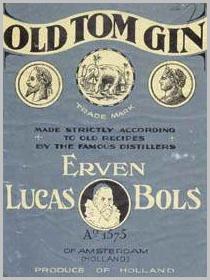 OLD TOM GIN
TRADE MARK
MADE STRICTLY ACCORDING
TO OLD RECIPES
BY THE FAMOUS DISTILLERS
ERVEN
LUCAS BOLS
Aº 1575
OF AMSTERDAM
(HOLLAND)
PRODUCE OF HOLLAND